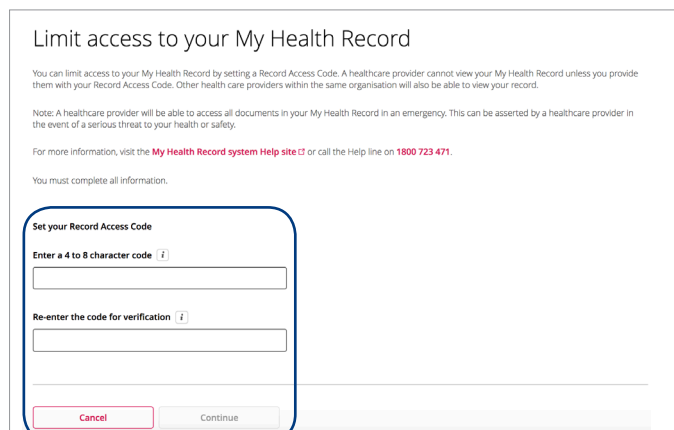 Limit access to your My Health Record
You can limit access to your My Health Record by setting a Record Access Code. A healthcare provider cannot view your My Health Record unless you provide
them with your Record Access Code. Other health care providers within the same organisation will also be able to view your record.
Note: A healthcare provider will be able to access all documents in your My Health Record in an emergency. This can be asserted by a healthcare provider in
the event of a serious threat to your health or safety.
For more information, visit the My Health Record system Help site or call the Help line on 1800 723 471.
You must complete all information.
Set your Record Access Code
Enter a 4 to 8 character code i
Re-enter the code for verification i
Cancel Continue